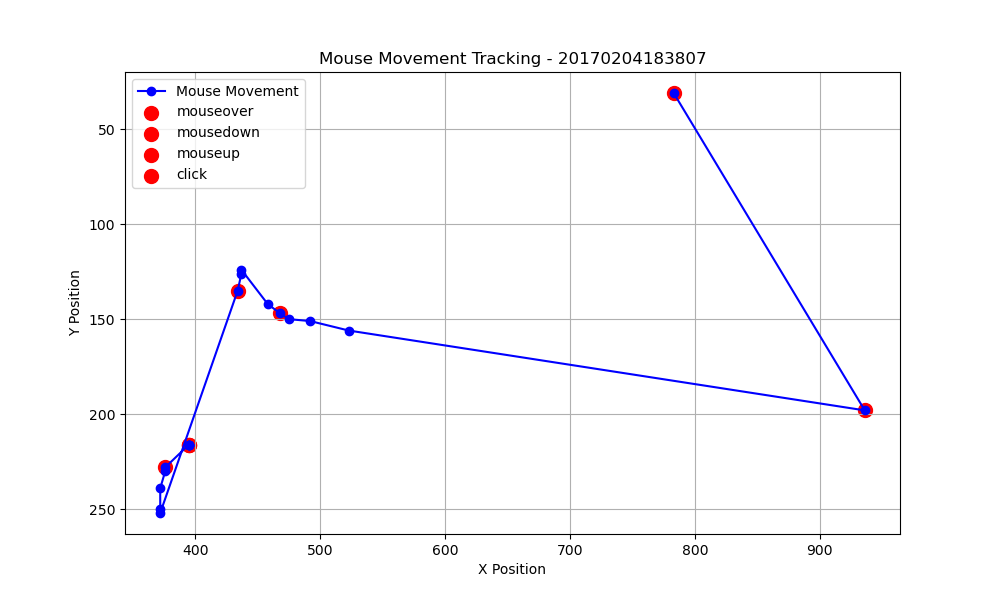 Mouse Movement Tracking - 20170204183807
Mouse Movement
mouseover
mousedown
mouseup
click
50
100
150
200
250
Y Position
400
500
600
700
800
900
X Position